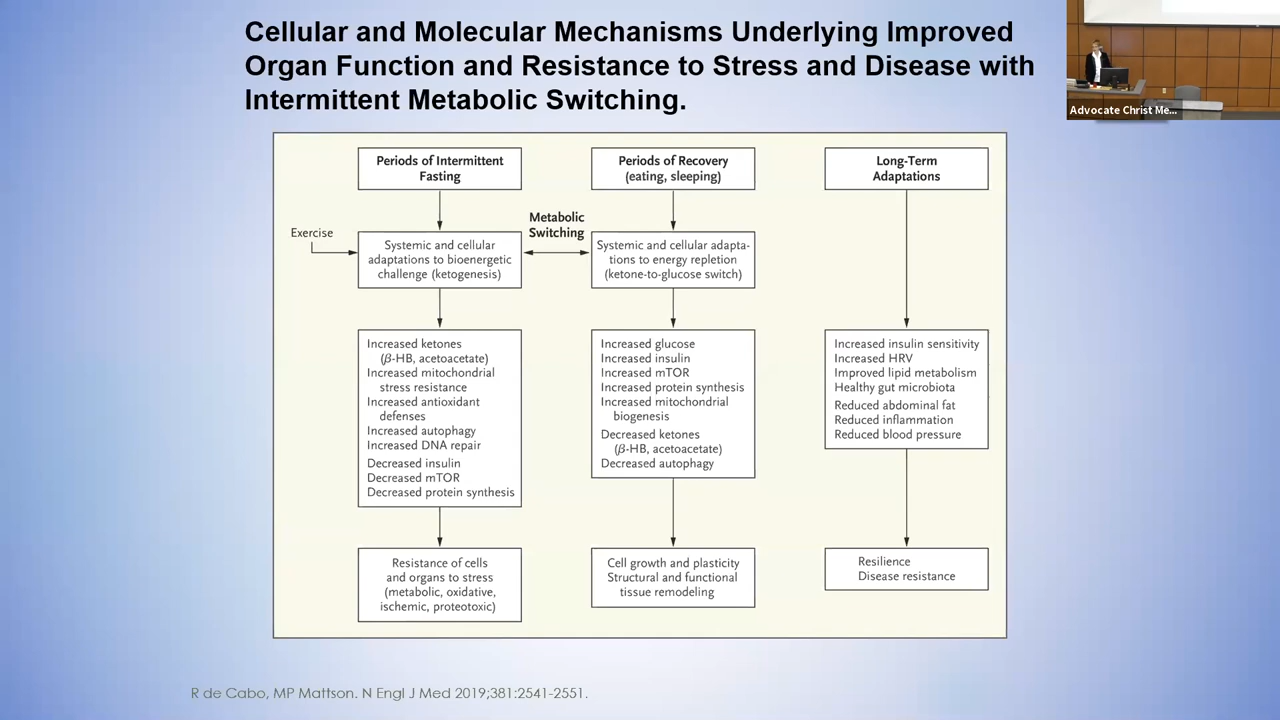 Cellular and Molecular Mechanisms Underlying Improved
Organ Function and Resistance to Stress and Disease with
Intermittent Metabolic Switching.
Advocate Christ Me...
Periods of Intermittent
Fasting
Periods of Recovery
(eating, sleeping)
Long-Term
Adaptations
Exercise
Metabolic
Switching
Systemic and cellular
adaptations to bioenergetic
challenge (ketogenesis)
Systemic and cellular adapta-
tions to energy repletion
(ketone-to-glucose switch)
Increased ketones
(β-HB, acetoacetate)
Increased mitochondrial
stress resistance
Increased antioxidant
defenses
Increased autophagy
Increased DNA repair
Decreased insulin
Decreased mTOR
Decreased protein synthesis
Increased glucose
Increased insulin
Increased mTOR
Increased protein synthesis
Increased mitochondrial
biogenesis
Decreased ketones
(β-HB, acetoacetate)
Decreased autophagy
Increased insulin sensitivity
Increased HRV
Improved lipid metabolism
Healthy gut microbiota
Reduced abdominal fat
Reduced inflammation
Reduced blood pressure
Resistance of cells
and organs to stress
(metabolic, oxidative,
ischemic, proteotoxic)
Cell growth and plasticity
Structural and functional
tissue remodeling
Resilience
Disease resistance
R de Cabo, MP Mattson. N Engl J Med 2019;381:2541-2551.